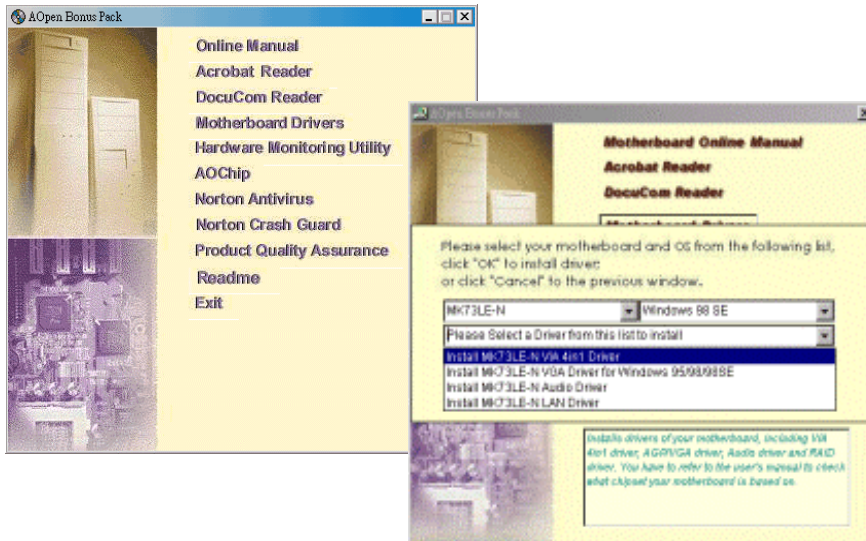 AOpen Bonus Pack
Online Manual
Acrobat Reader
DocuCom Reader
Motherboard Drivers
Hardware Monitoring Utility
AOChip
Norton Antivirus
Norton Crash Guard
Product Quality Assurance
Readme
Exit
AOpen Bonus Pack
Motherboard Online Manual
Acrobat Reader
DocuCom Reader
Motherboard Drivers
Please select your motherboard and OS from the following list,
click "OK" to install driver;
or click "Cancel" to the previous window.
MK73LE-N
Windows 98 SE
Please Select a Driver from this list to install
Install MK73LE-N VIA 4in1 Driver
Install MK73LE-N VGA Driver for Windows 95/98/98SE
Install MK73LE-N Audio Driver
Install MK73LE-N LAN Driver
Installs drivers of your motherboard, including VIA
4in1 driver, AGP/VGA driver, Audio driver and RAID
driver. You have to refer to the user's manual to check
what chipset your motherboard is based on.